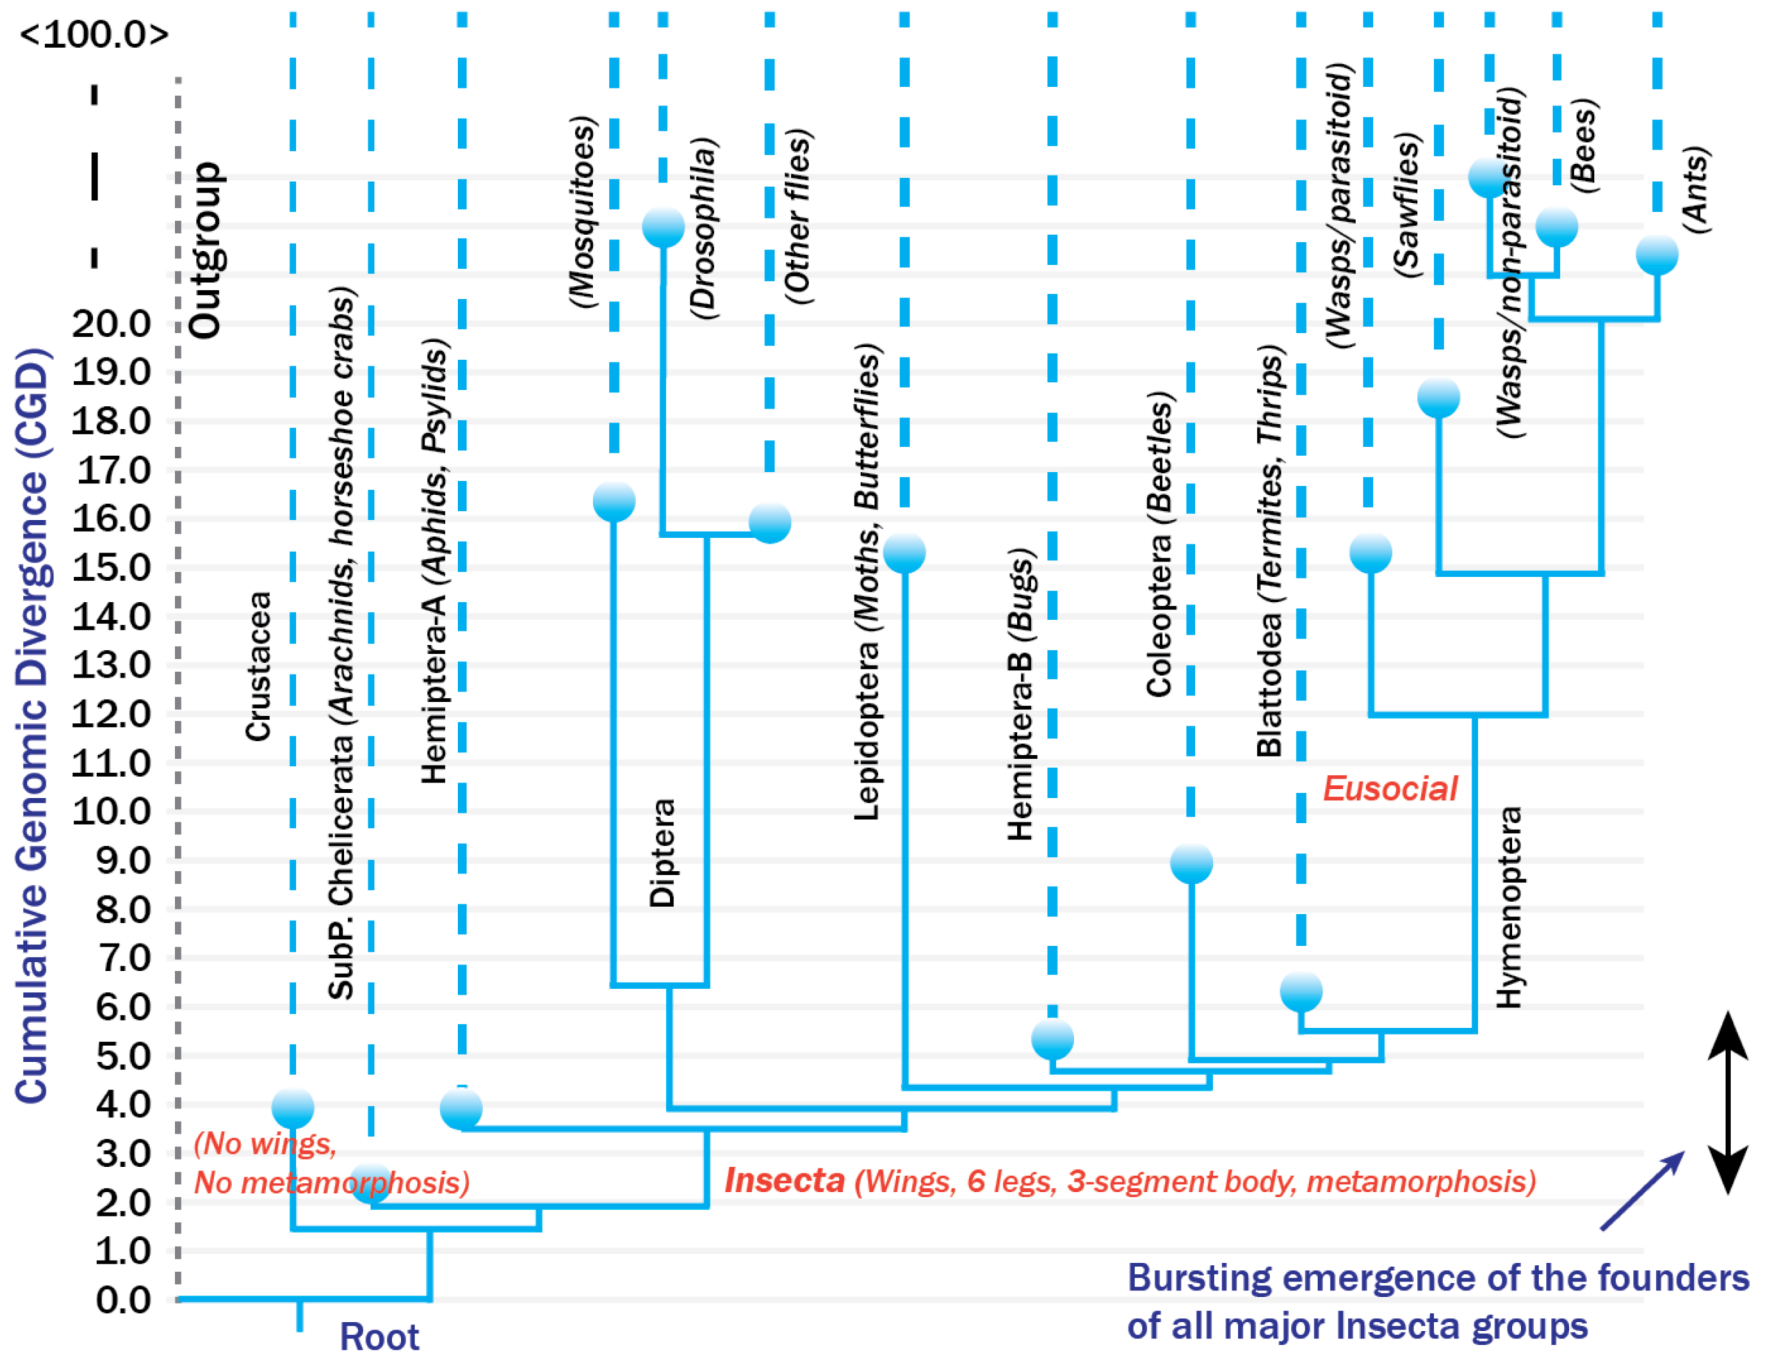 <100.0>
20.0
19.0
18.0
17.0
16.0
15.0
14.0
13.0
12.0
11.0
10.0
9.0
8.0
7.0
6.0
5.0
4.0
3.0
2.0
1.0
0.0
Cumulative Genomic Divergence (CGD)
Outgroup
Crustacea
SubP. Chelicerata (Arachnids, horseshoe crabs)
Hemiptera-A (Aphids, Psylids)
(Mosquitoes)
(Drosophila)
(Other flies)
Diptera
Lepidoptera (Moths, Butterflies)
Hemiptera-B (Bugs)
Coleoptera (Beetles)
Blattodea (Termites, Thrips)
(Wasps/parasitoid)
(Sawflies)
(Wasps/non-parasitoid)
(Bees)
(Ants)
Eusocial
Hymenoptera
(No wings,
No metamorphosis)
Insecta (Wings, 6 legs, 3-segment body, metamorphosis)
Bursting emergence of the founders
of all major Insecta groups
Root